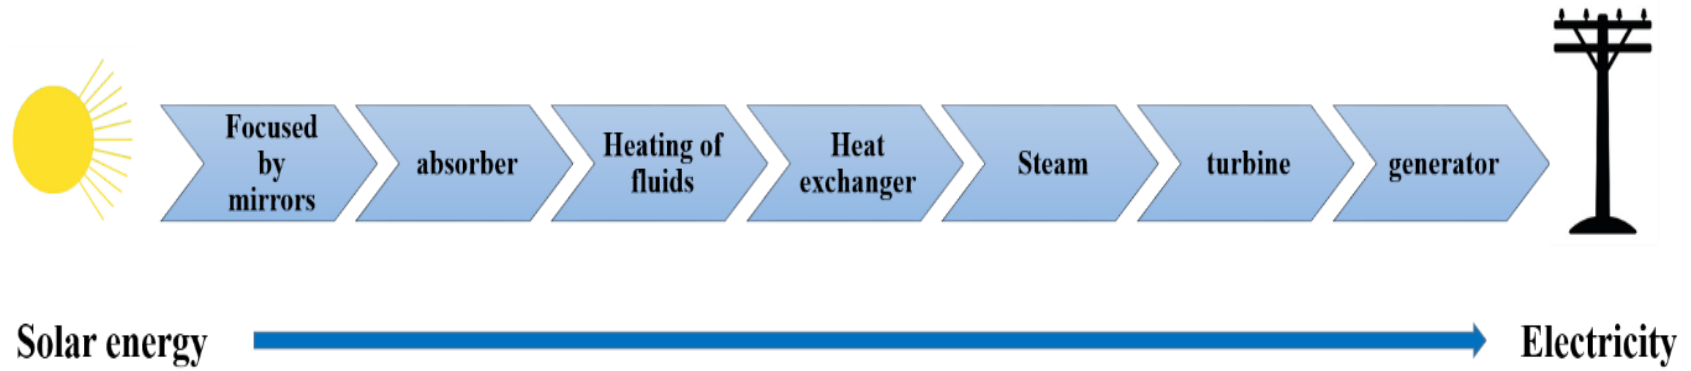 Focused
by
mirrors
absorber
Heating of
fluids
Heat
exchanger
Steam
turbine
generator
Solar energy
Electricity